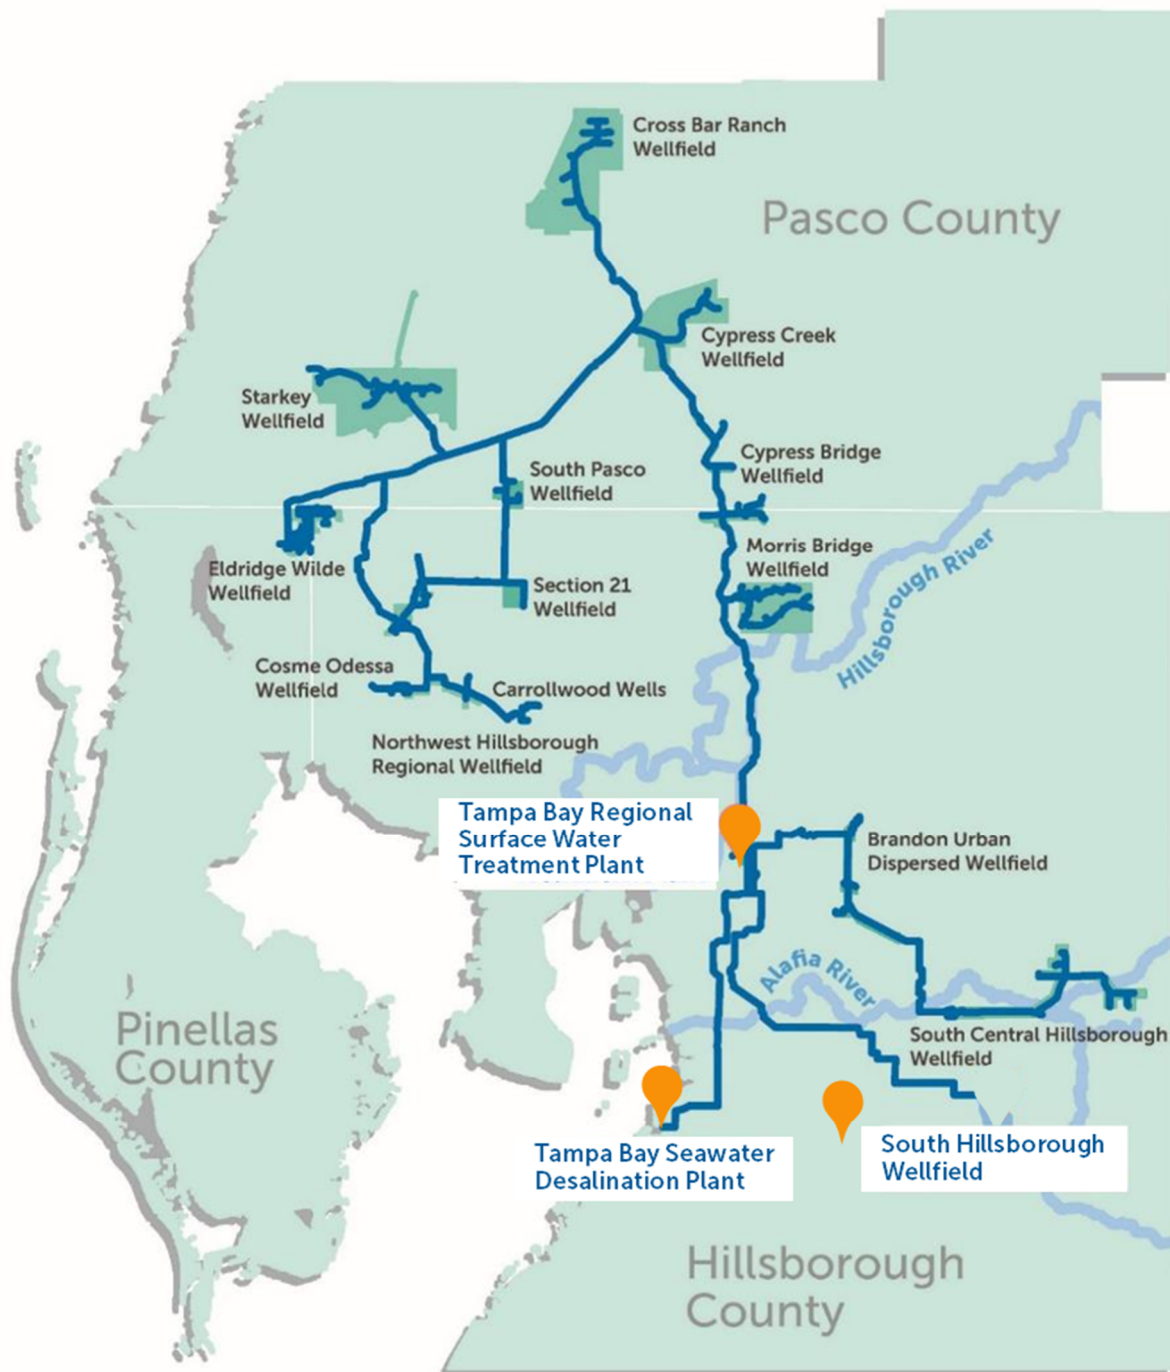 Cross Bar Ranch
Wellfield
Pasco County
Cypress Creek
Wellfield
Starkey
Wellfield
Cypress Bridge
Wellfield
South Pasco
Wellfield
Morris Bridge
Wellfield
Hillsborough River
Eldridge Wilde
Wellfield
Section 21
Wellfield
Cosme Odessa
Wellfield
Carrollwood Wells
Northwest Hillsborough
Regional Wellfield
Tampa Bay Regional
Surface Water
Treatment Plant
Brandon Urban
Dispersed Wellfield
Alafia River
Pinellas
County
South Central Hillsborough
Wellfield
Tampa Bay Seawater
Desalination Plant
South Hillsborough
Wellfield
Hillsborough
County